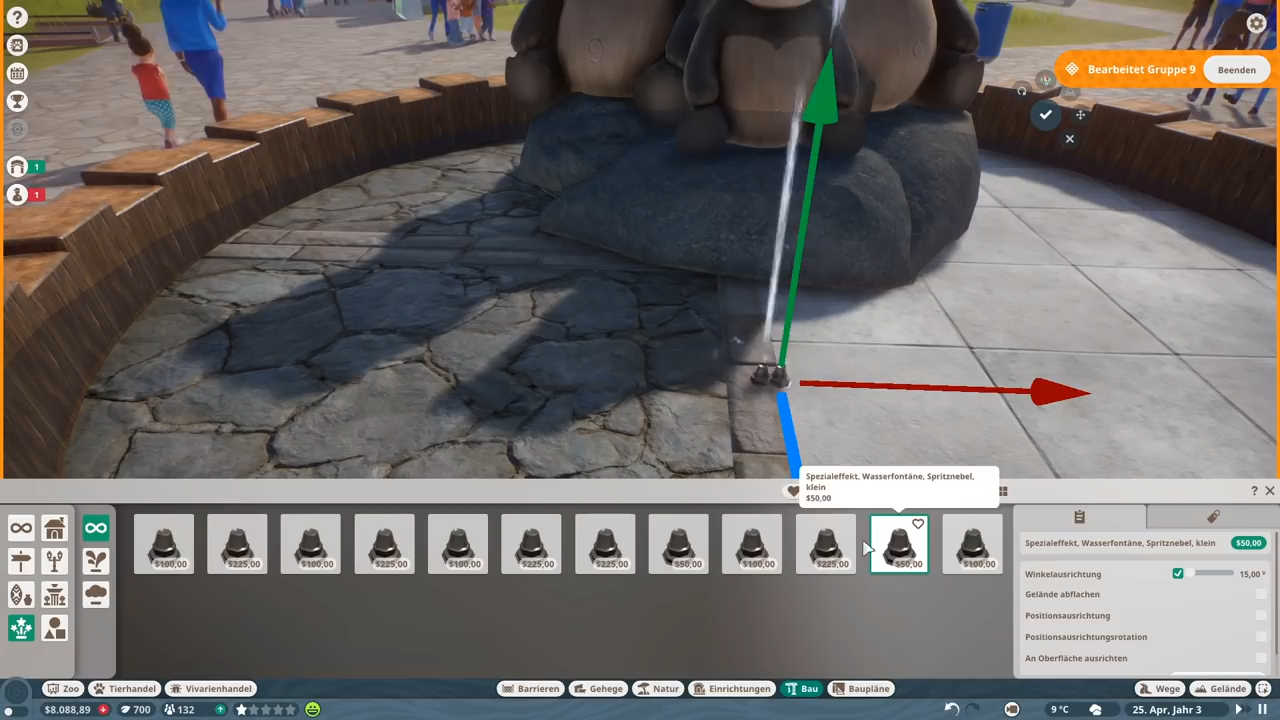 ?
Bearbeitet Gruppe 9
Beenden
1
1
Spezialeffekt, Wasserfontäne, Spritznebel,
klein
$50,00
? ×
$100,00 $225,00 $100,00 $225,00 $100,00 $225,00 $225,00 $50,00 $100,00 $225,00 $50,00 $100,00
Spezialeffekt, Wasserfontäne, Spritznebel, klein $50,00
Winkelausrichtung 15,00°
Gelände abflachen
Positionsausrichtung
Positionsausrichtungsrotation
An Oberfläche ausrichten
Zoo Tierhandel Vivarienhandel Barrieren Gehege Natur Einrichtungen Bau Baupläne Wege Gelände
$8.088,89 700 132 9 °C 25. Apr, Jahr 3